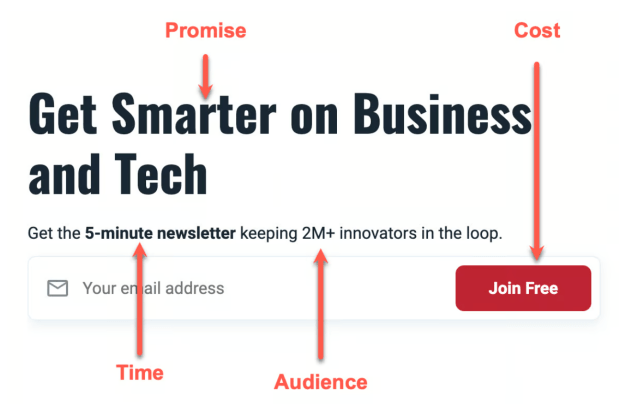 Promise
Cost
Get Smarter on Business
and Tech
Get the 5-minute newsletter keeping 2M+ innovators in the loop.
Your email address
Join Free
Time
Audience